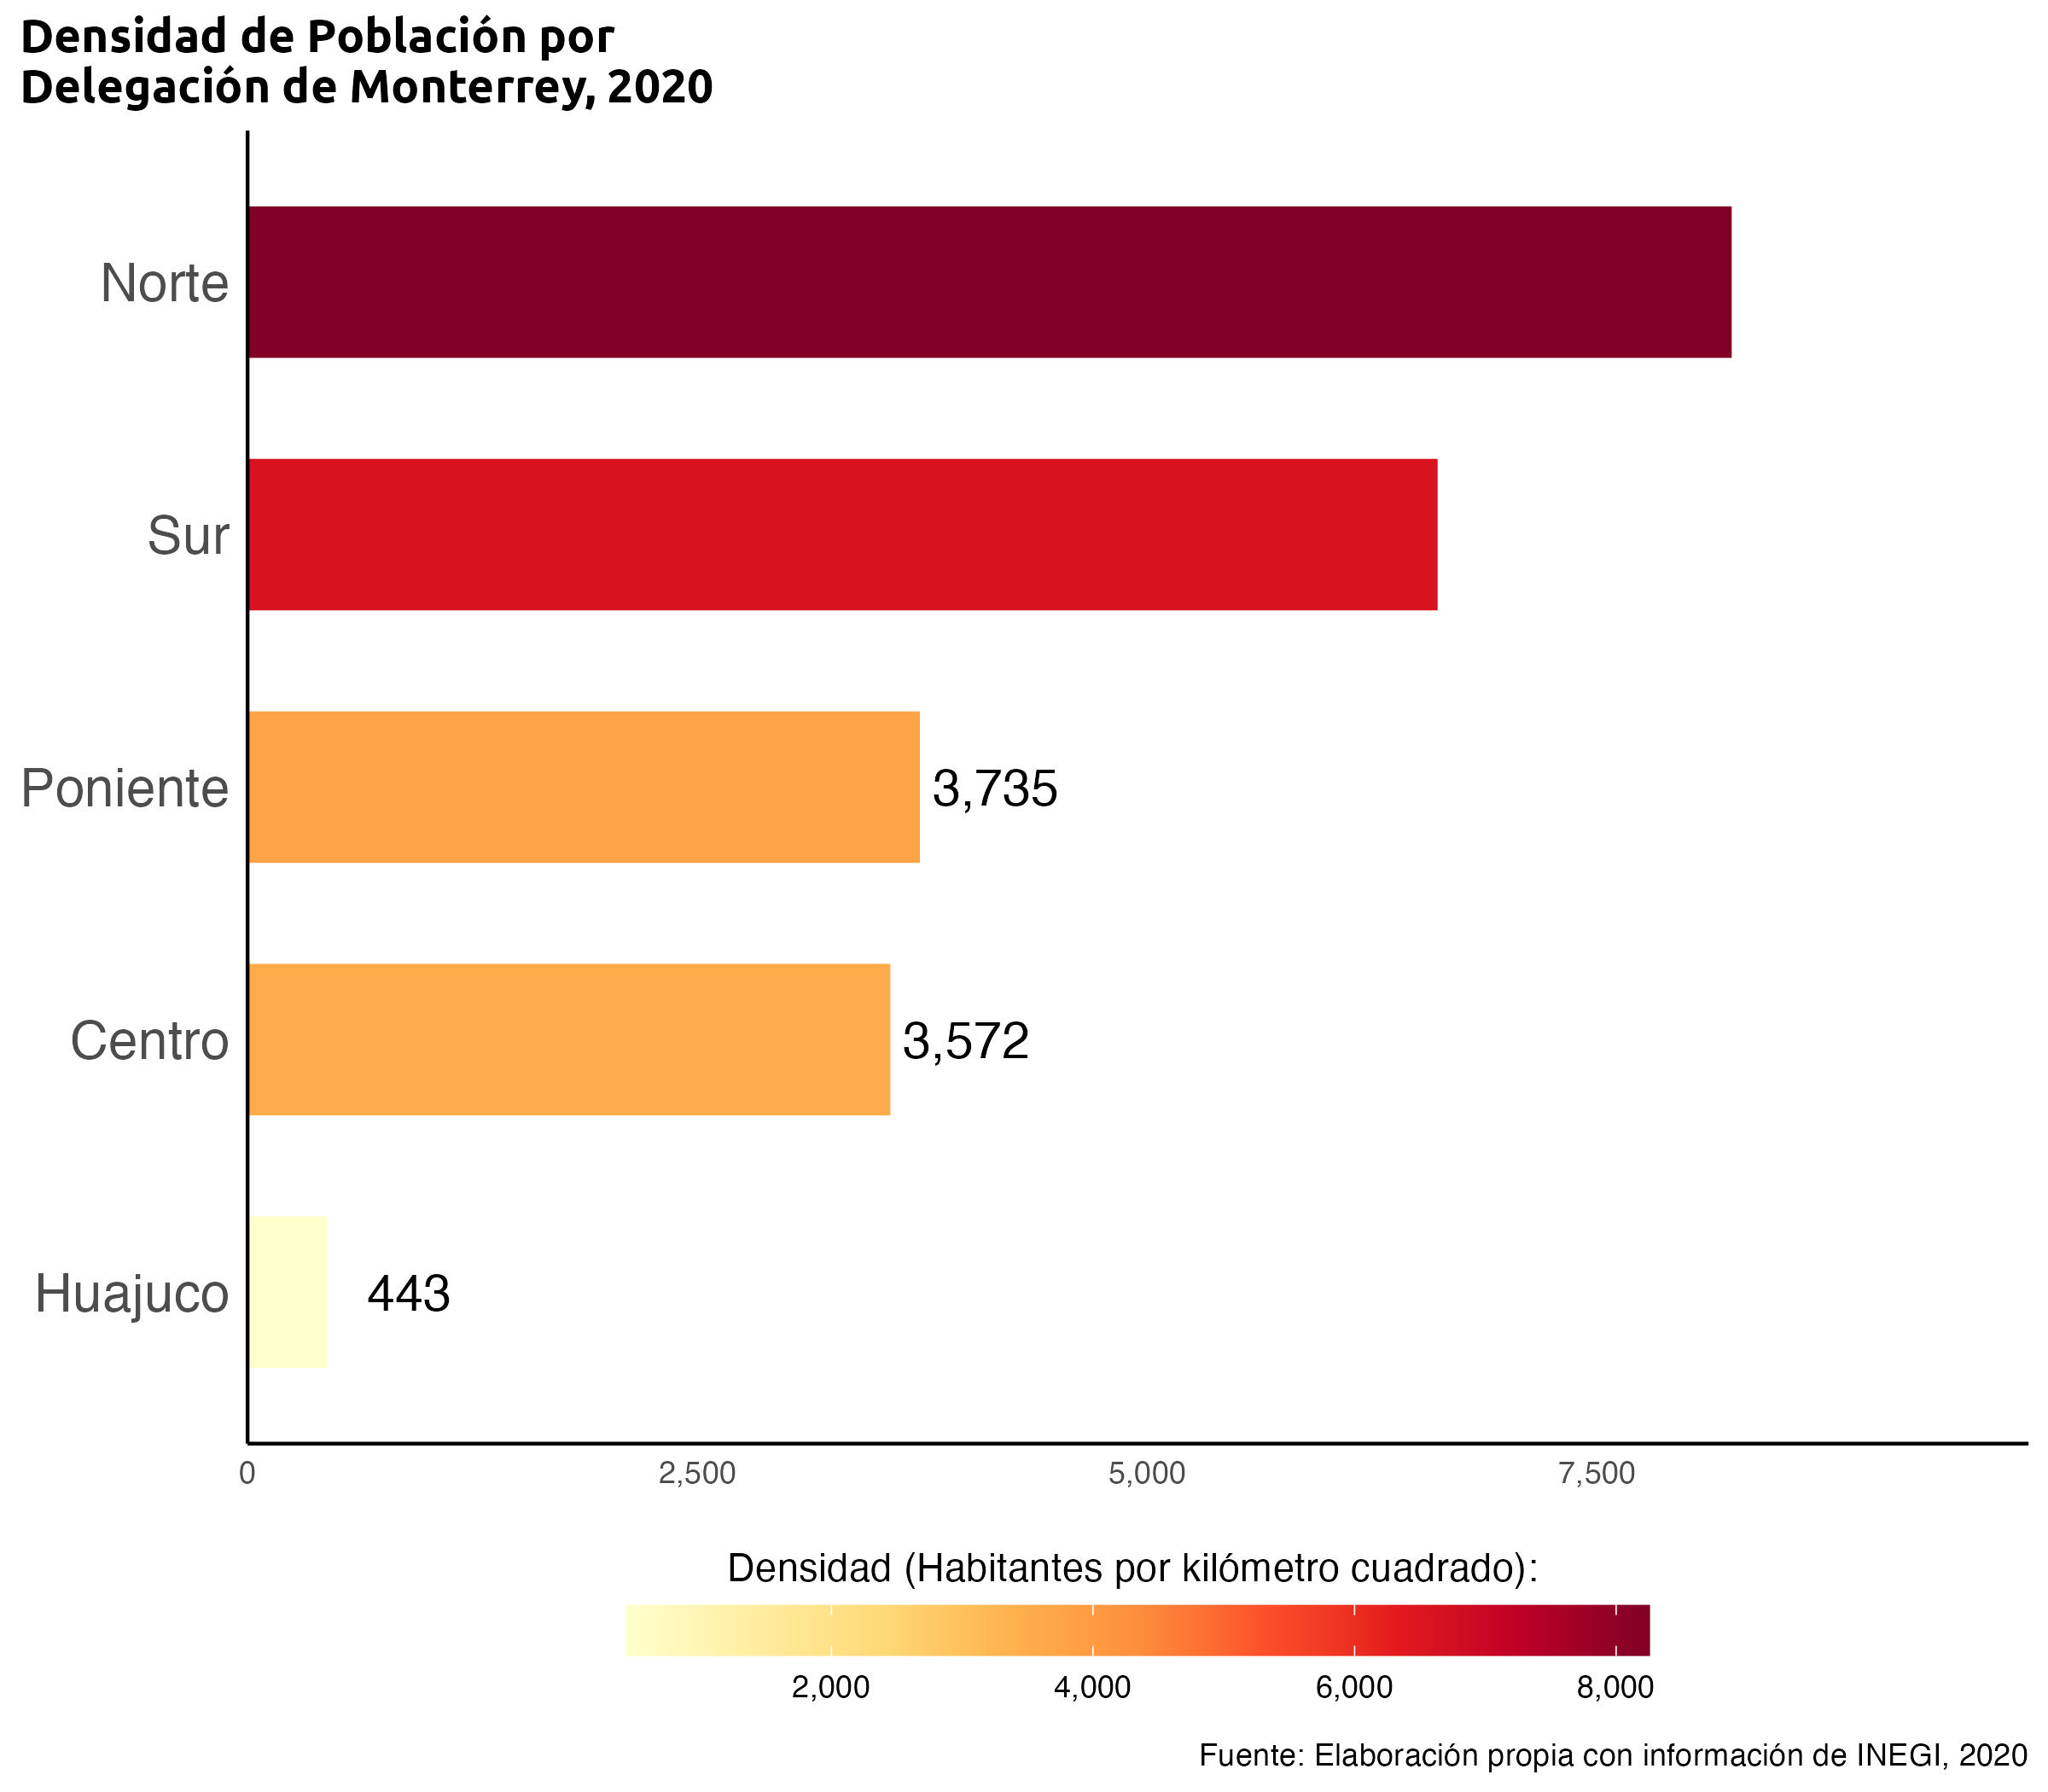 Densidad de Población por
Delegación de Monterrey, 2020
Norte
Sur
Poniente
3,735
Centro
3,572
Huajuco
443
0
2,500
5,000
7,500
Densidad (Habitantes por kilómetro cuadrado):
2,000
4,000
6,000
8,000
Fuente: Elaboración propia con información de INEGI, 2020